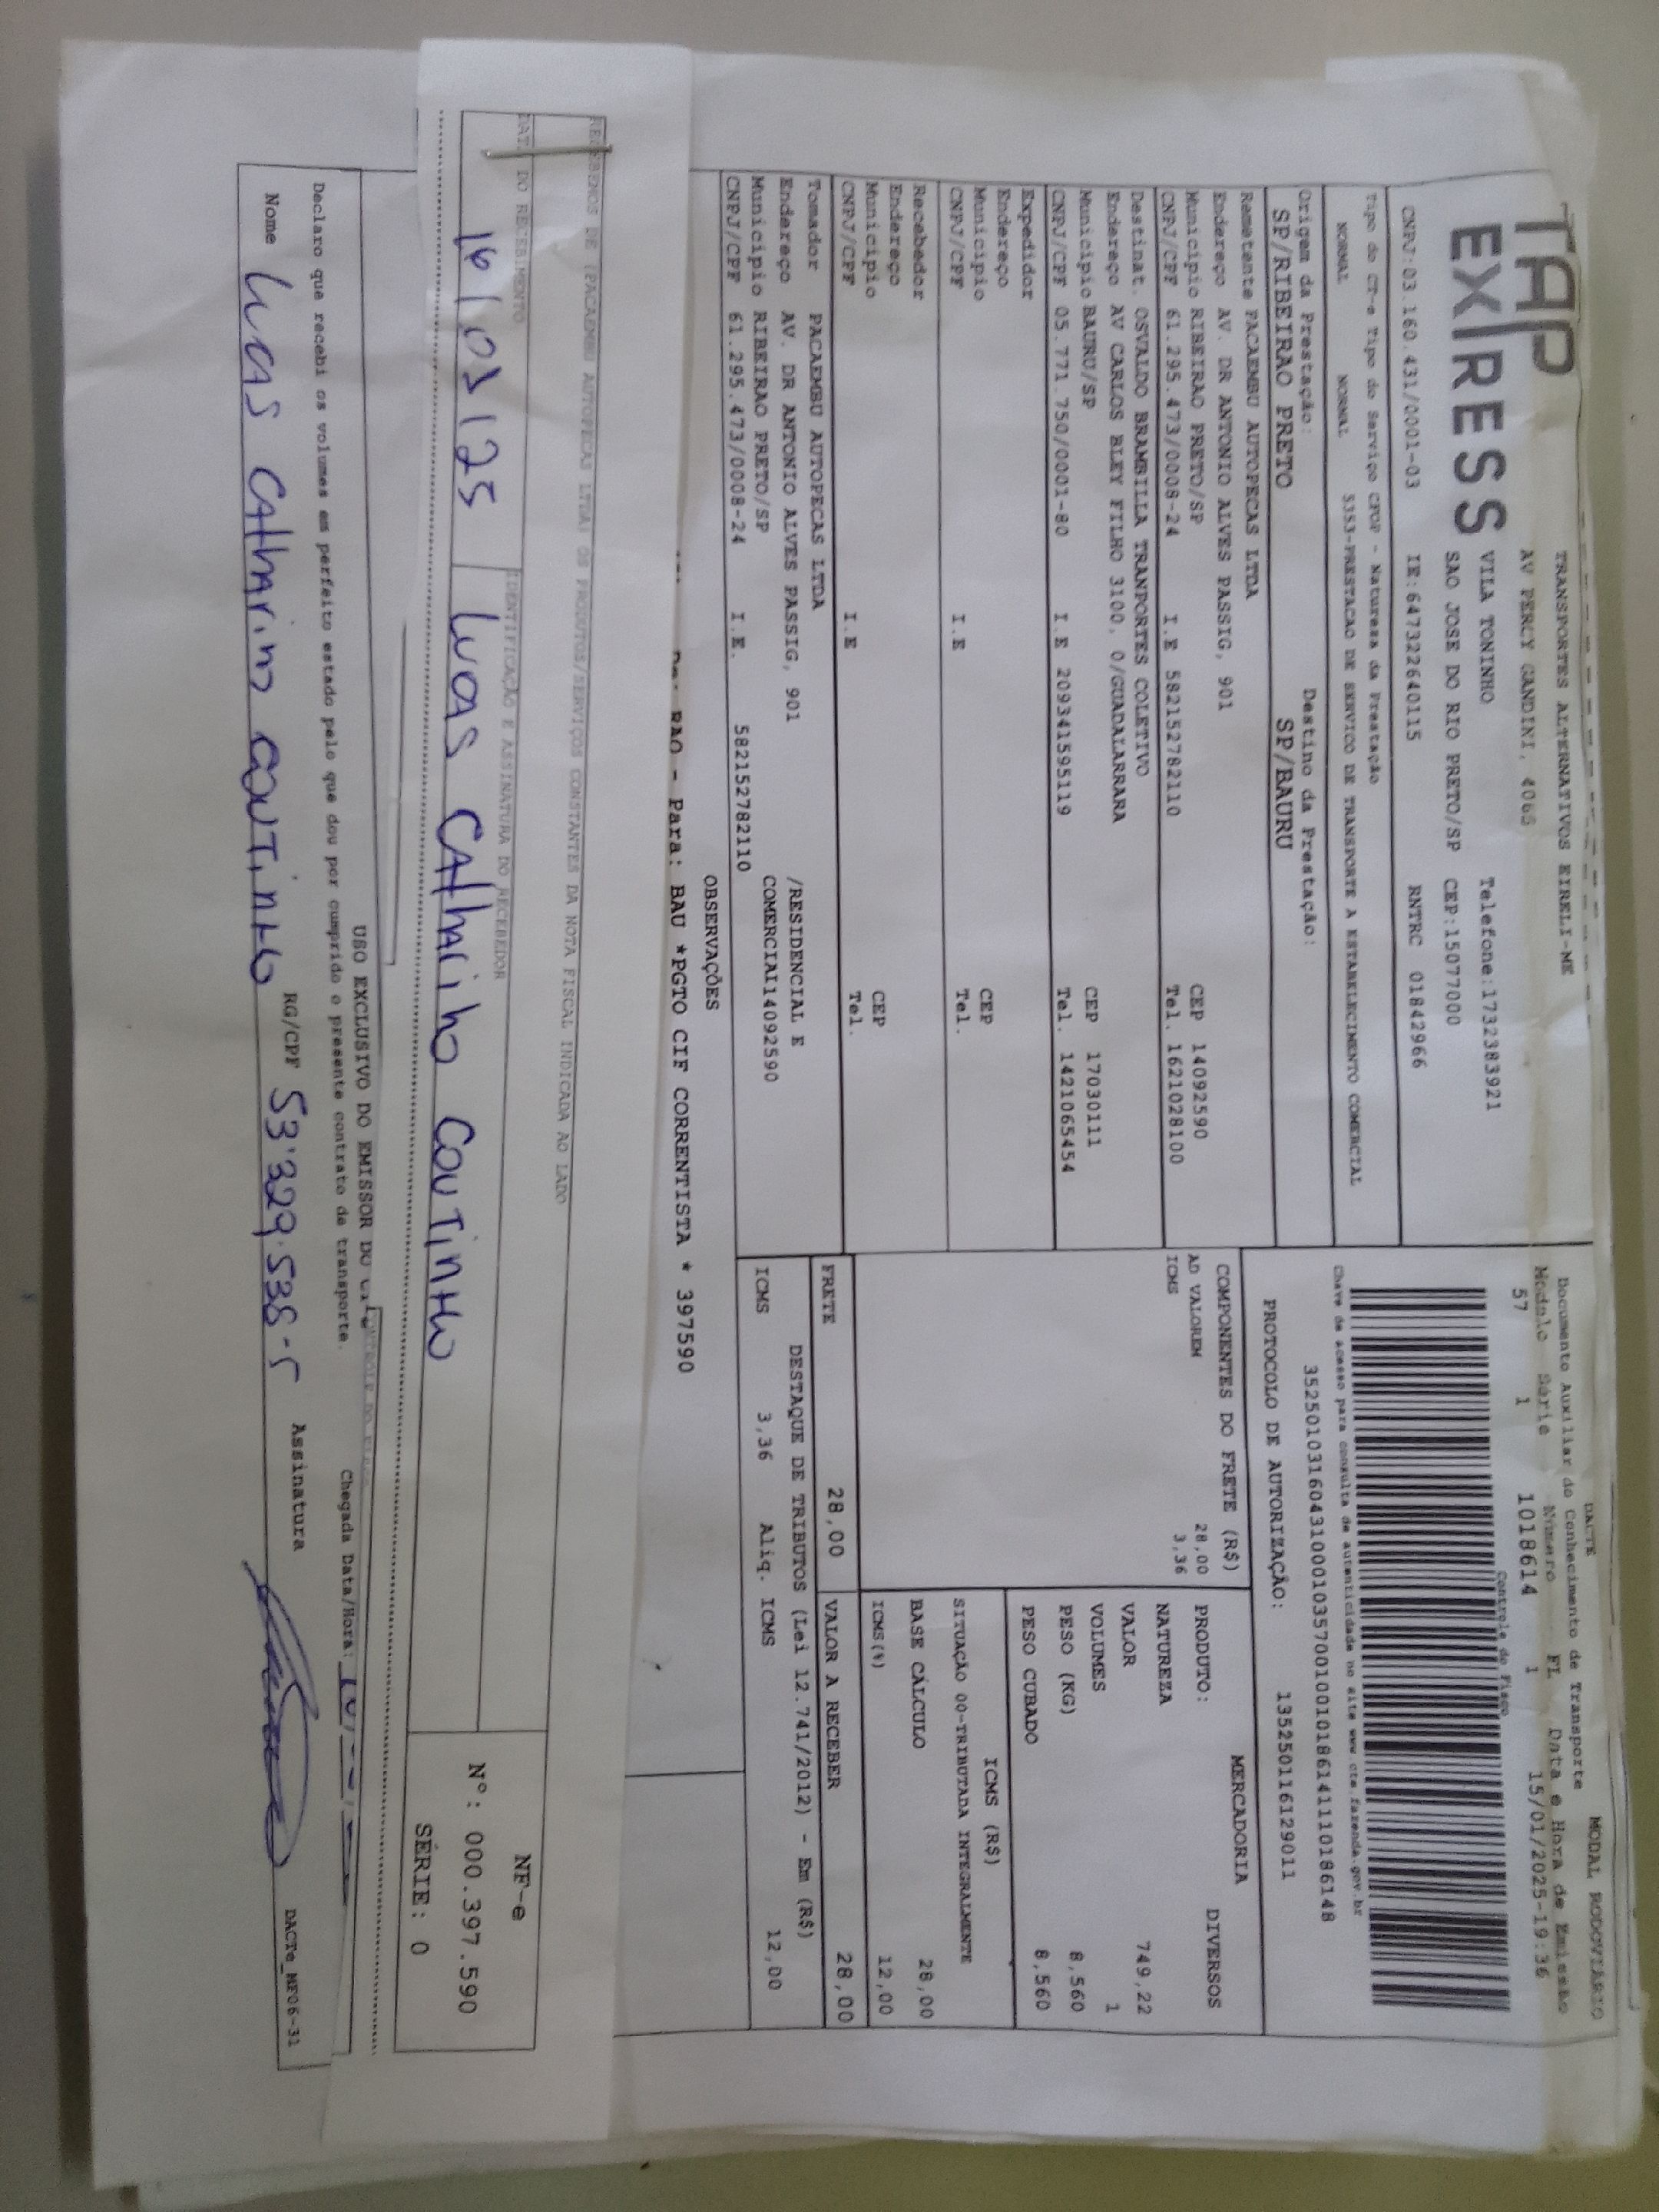 TAP
EXPRESS
TRANSPORTES ALTERNATIVOS EIRELI-ME
AV PERCY GANDINI, 4065
VILA TONINHO Telefone:1732383921
SAO JOSE DO RIO PRETO/SP CEP:15077000
CNPJ:03.160.431/0001-03 IE:647322640115 RNTRC 01842966
DACTE MODAL RODOVIÁRIO
Documento Auxiliar do Conhecimento de Transporte
Modelo Série Número FL Data e Hora de Emissão
57 1 1018614 1 15/01/2025-19:36
Controle do Fisco
Tipo do CT-e Tipo do Serviço CFOP - Natureza da Prestação
NORMAL NORMAL 5353-PRESTACAO DE SERVICO DE TRANSPORTE A ESTABELECIMENTO COMERCIAL
Chave de acesso para consulta de autenticidade no site www.cte.fazenda.gov.br
35250103160431000103570010010186141110186148
Origem da Prestação: Destino da Prestação:
SP/RIBEIRAO PRETO SP/BAURU
PROTOCOLO DE AUTORIZAÇÃO: 135250116129011
Remetente PACAEMBU AUTOPECAS LTDA
Endereço AV. DR ANTONIO ALVES PASSIG, 901
Município RIBEIRAO PRETO/SP CEP 14092590
CNPJ/CPF 61.295.473/0008-24 I.E 582152782110 Tel. 1621028100
Destinat. OSVALDO BRAMBILLA TRANPORTES COLETIVO
Endereço AV CARLOS BLEY FILHO 3100, 0/GUADALARRARA
Município BAURU/SP CEP 17030111
CNPJ/CPF 05.771.750/0001-80 I.E 209341595119 Tel. 1421065454
Expedidor
Endereço
Município CEP
CNPJ/CPF I.E Tel.
Recebedor
Endereço
Município CEP
CNPJ/CPF I.E Tel.
Tomador PACAEMBU AUTOPECAS LTDA
Endereço AV. DR ANTONIO ALVES PASSIG, 901 /RESIDENCIAL E
Município RIBEIRAO PRETO/SP COMERCIAI14092590
CNPJ/CPF 61.295.473/0008-24 I.E. 582152782110
COMPONENTES DO FRETE (R$)
AD VALOREM 28,00
ICMS 3,36
MERCADORIA
PRODUTO: DIVERSOS
NATUREZA
VALOR 749,22
VOLUMES 1
PESO (KG) 8,560
PESO CUBADO 8,560
ICMS (R$)
SITUAÇÃO 00-TRIBUTADA INTEGRALMENTE
BASE CÁLCULO 28,00
ICMS(%) 12,00
FRETE 28,00 VALOR A RECEBER 28,00
DESTAQUE DE TRIBUTOS (Lei 12.741/2012) - Em (R$)
ICMS 3,36 Aliq. ICMS 12,00
OBSERVAÇÕES
RAO - Para: BAU *PGTO CIF CORRENTISTA * 397590
RECEBEMOS DE (PACAEMBU AUTOPECAS LTDA) OS PRODUTOS/SERVIÇOS CONSTANTES DA NOTA FISCAL INDICADA AO LADO
DATA DO RECEBIMENTO IDENTIFICAÇÃO E ASSINATURA DO RECEBEDOR
16/03/25 Lucas Catharino Coutinho
NF-e
Nº: 000.397.590
SÉRIE: 0
USO EXCLUSIVO DO EMISSOR DO
Declaro que recebi os volumes em perfeito estado pelo que dou por cumprido o presente contrato de transporte. Chegada Data/Hora:
Nome Lucas Catharino Coutinho RG/CPF 53.329.538-5 Assinatura
DACTe_MF06-31